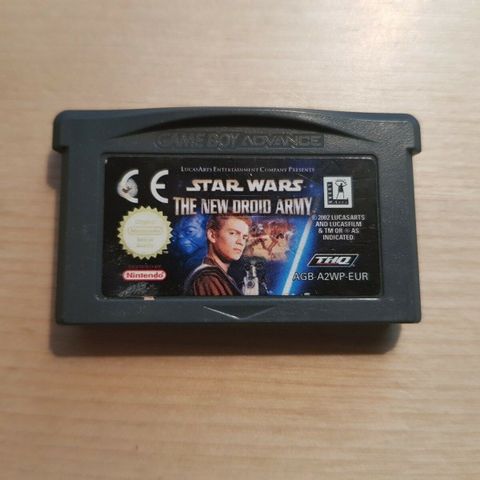 GAME BOY ADVANCE
LucasArts Entertainment Company Presents
CE
STAR WARS
THE NEW DROID ARMY
© 2002 LUCASARTS
AND LUCASFILM
& TM OR ® AS
INDICATED.
Nintendo
THQ
AGB-A2WP-EUR